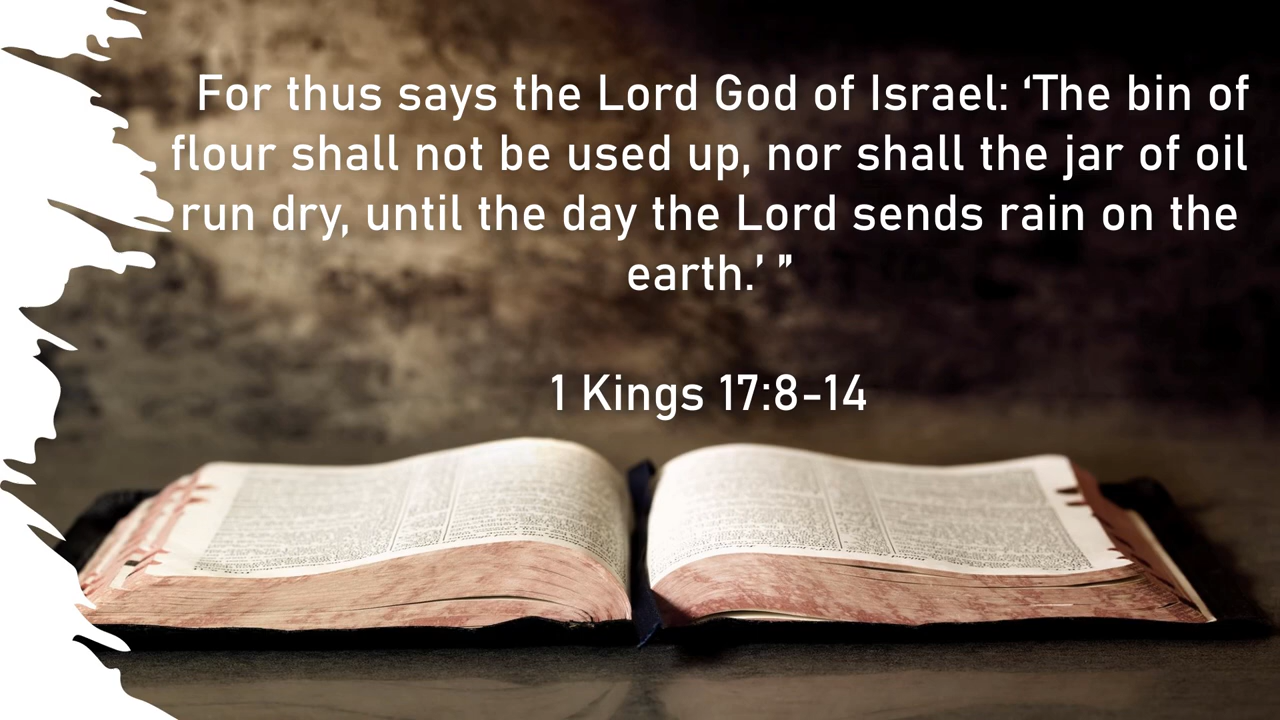 For thus says the Lord God of Israel: ‘The bin of
flour shall not be used up, nor shall the jar of oil
run dry, until the day the Lord sends rain on the
earth.’ ”
1 Kings 17:8-14